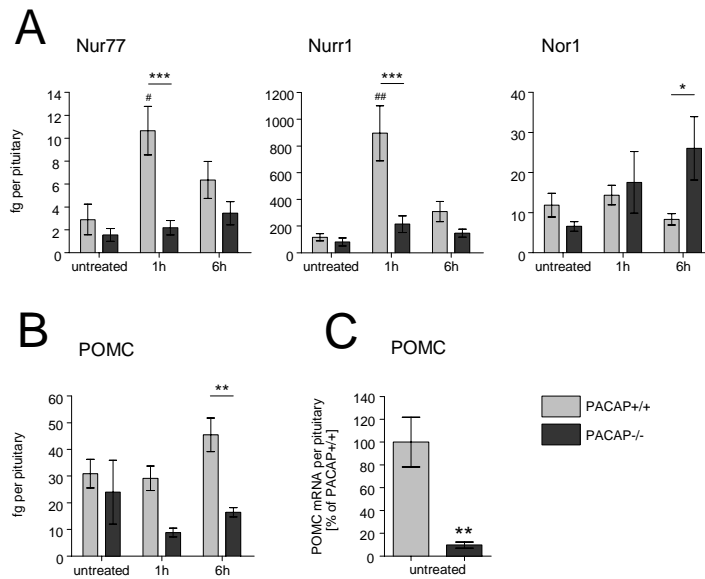 A
Nur77
Nurr1
Nor1
fg per pituitary
14
12
10
8
6
4
2
0
#
***
untreated
1h
6h
1200
1000
800
600
400
200
0
##
***
untreated
1h
6h
40
30
20
10
0
*
untreated
1h
6h
B
POMC
fg per pituitary
60
50
40
30
20
10
0
**
untreated
1h
6h
C
POMC
POMC mRNA per pituitary
[% of PACAP+/+]
140
120
100
80
60
40
20
0
**
untreated
PACAP+/+
PACAP-/-